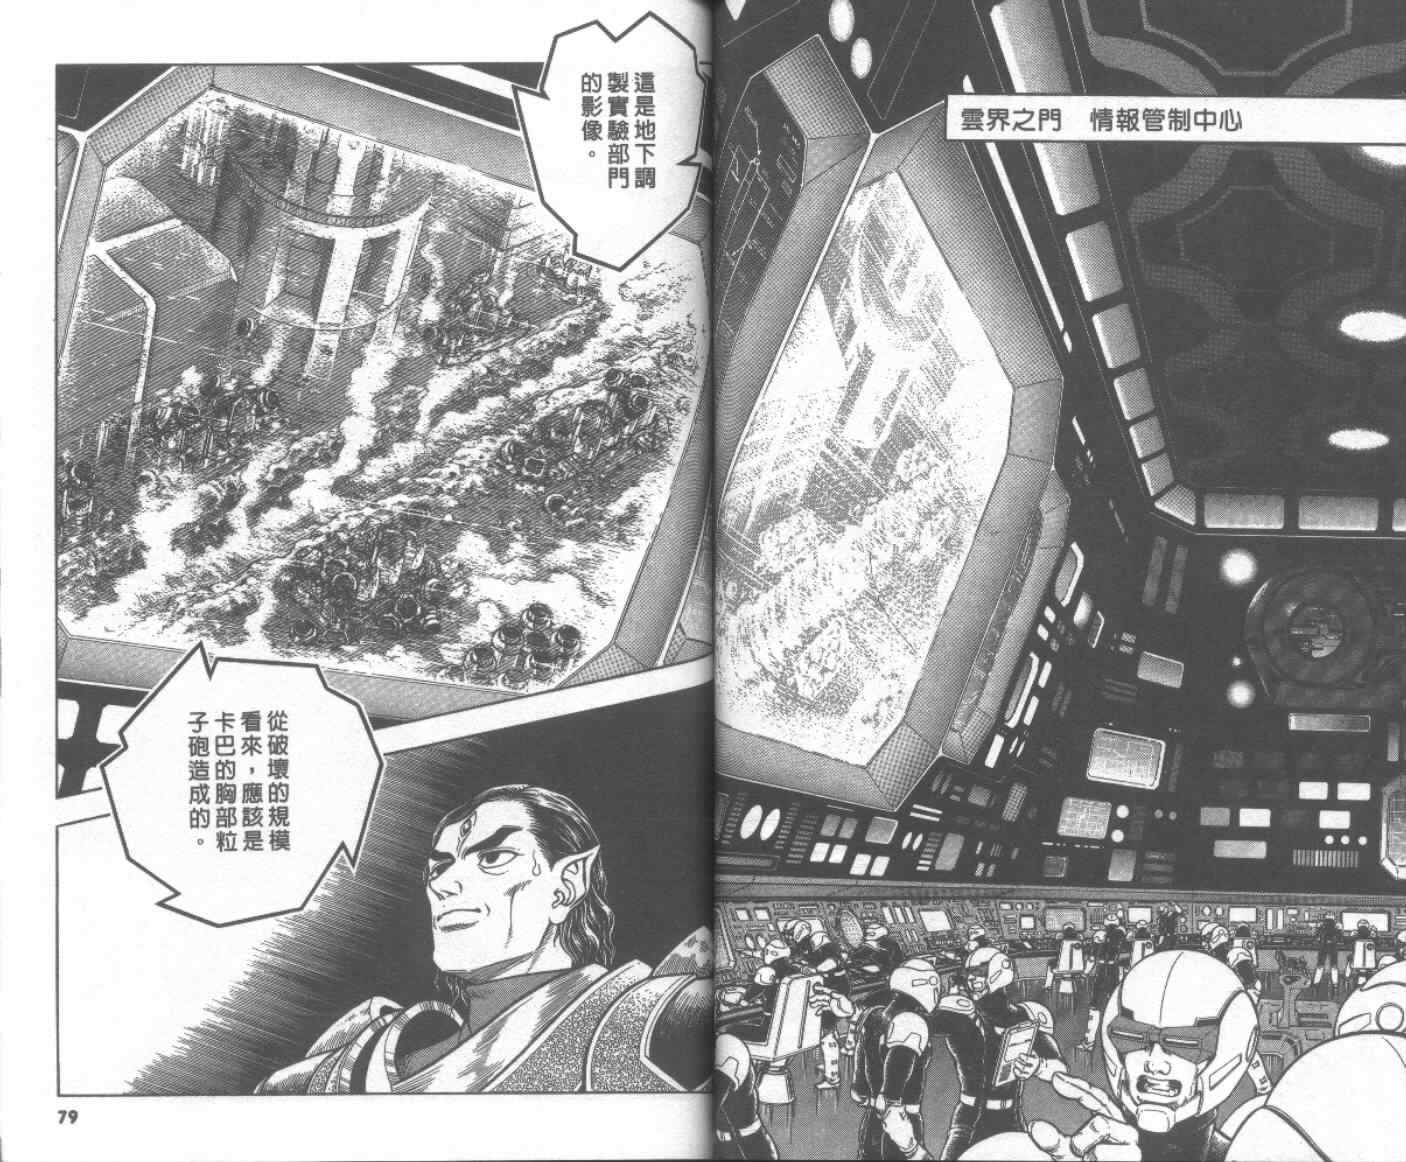 雲界之門　情報管制中心
這是地下調
製實驗部門
的影像。
從破壞的規模
看來，應該是
卡巴的胸部粒
子砲造成的。
79